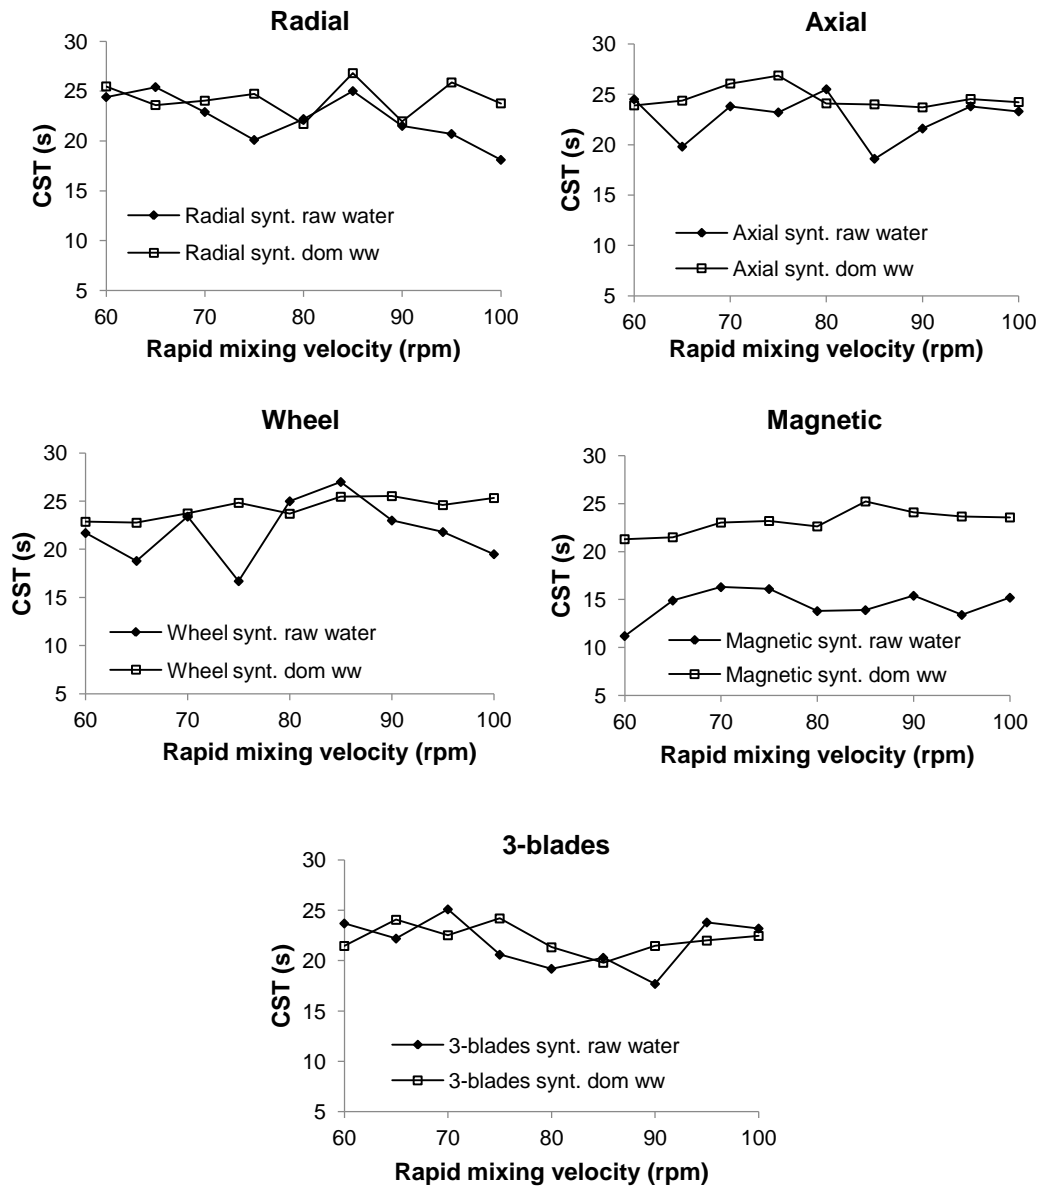 Radial
30
25
20
15
10
5
CST (s)
Radial synt. raw water
Radial synt. dom ww
60 70 80 90 100
Rapid mixing velocity (rpm)
Axial
30
25
20
15
10
5
CST (s)
Axial synt. raw water
Axial synt. dom ww
60 70 80 90 100
Rapid mixing velocity (rpm)
Wheel
30
25
20
15
10
5
CST (s)
Wheel synt. raw water
Wheel synt. dom ww
60 70 80 90 100
Rapid mixing velocity (rpm)
Magnetic
30
25
20
15
10
5
CST (s)
Magnetic synt. raw water
Magnetic synt. dom ww
60 70 80 90 100
Rapid mixing velocity (rpm)
3-blades
30
25
20
15
10
5
CST (s)
3-blades synt. raw water
3-blades synt. dom ww
60 70 80 90 100
Rapid mixing velocity (rpm)